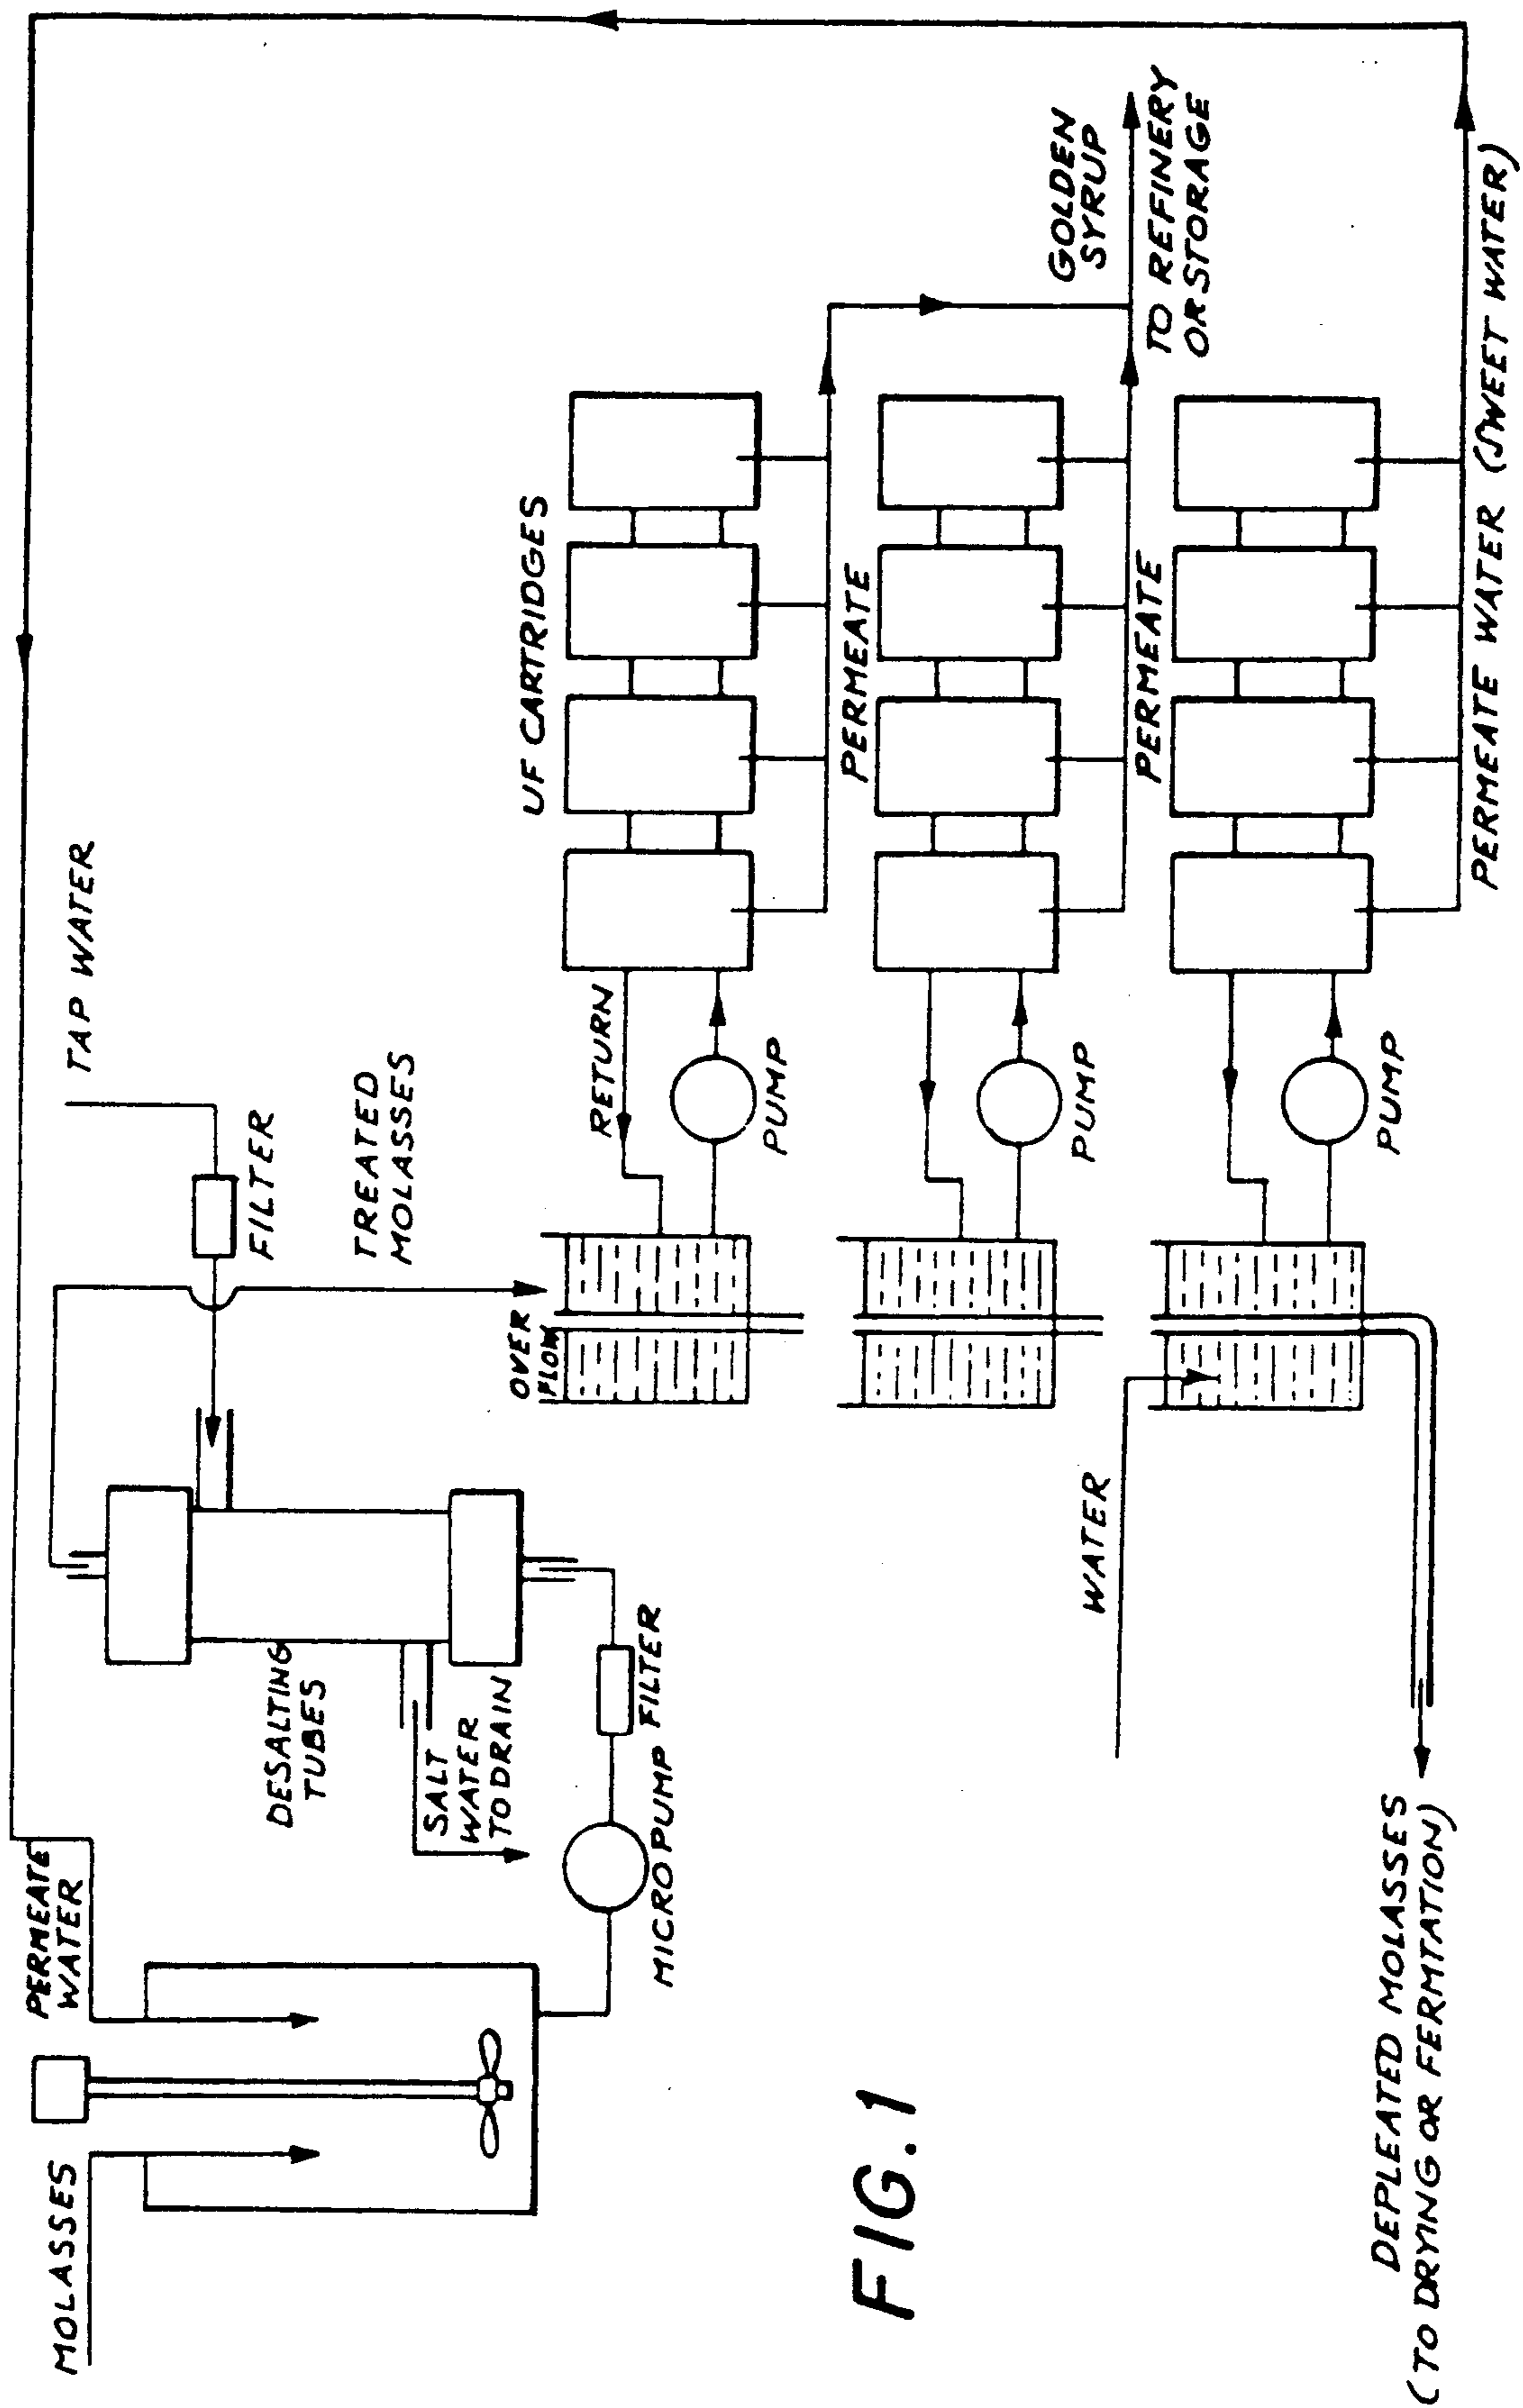 MOLASSES
PERMEATE
WATER
DESALTING
TUBES
SALT
WATER
TO DRAIN
MICROPUMP
FILTER
TAP WATER
FILTER
TREATED
MOLASSES
OVER
FLOW
RETURN
PUMP
UF CARTRIDGES
PERMEATE
PUMP
PERMEATE
GOLDEN
SYRUP
TO REFINERY
OR STORAGE
WATER
PUMP
PERMEATE WATER (SWEET WATER)
DEPLEATED MOLASSES
(TO DRYING OR FERMTATION)
FIG. 1